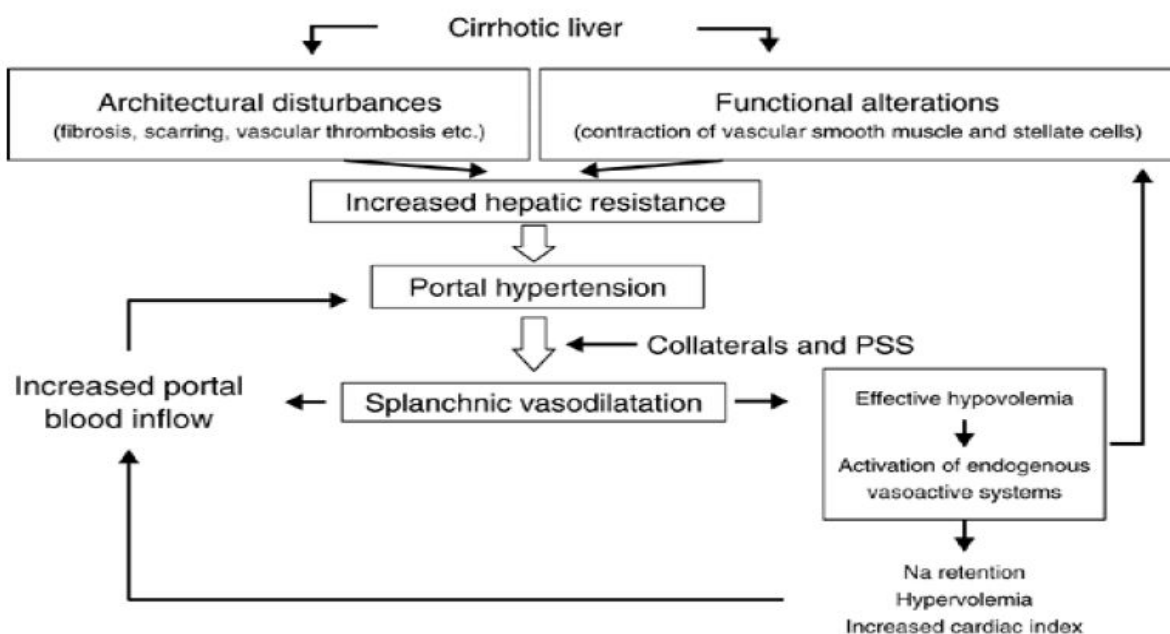 Cirrhotic liver
Architectural disturbances
(fibrosis, scarring, vascular thrombosis etc.)
Functional alterations
(contraction of vascular smooth muscle and stellate cells)
Increased hepatic resistance
Portal hypertension
Collaterals and PSS
Increased portal
blood inflow
Splanchnic vasodilatation
Effective hypovolemia
Activation of endogenous
vasoactive systems
Na retention
Hypervolemia
Increased cardiac index